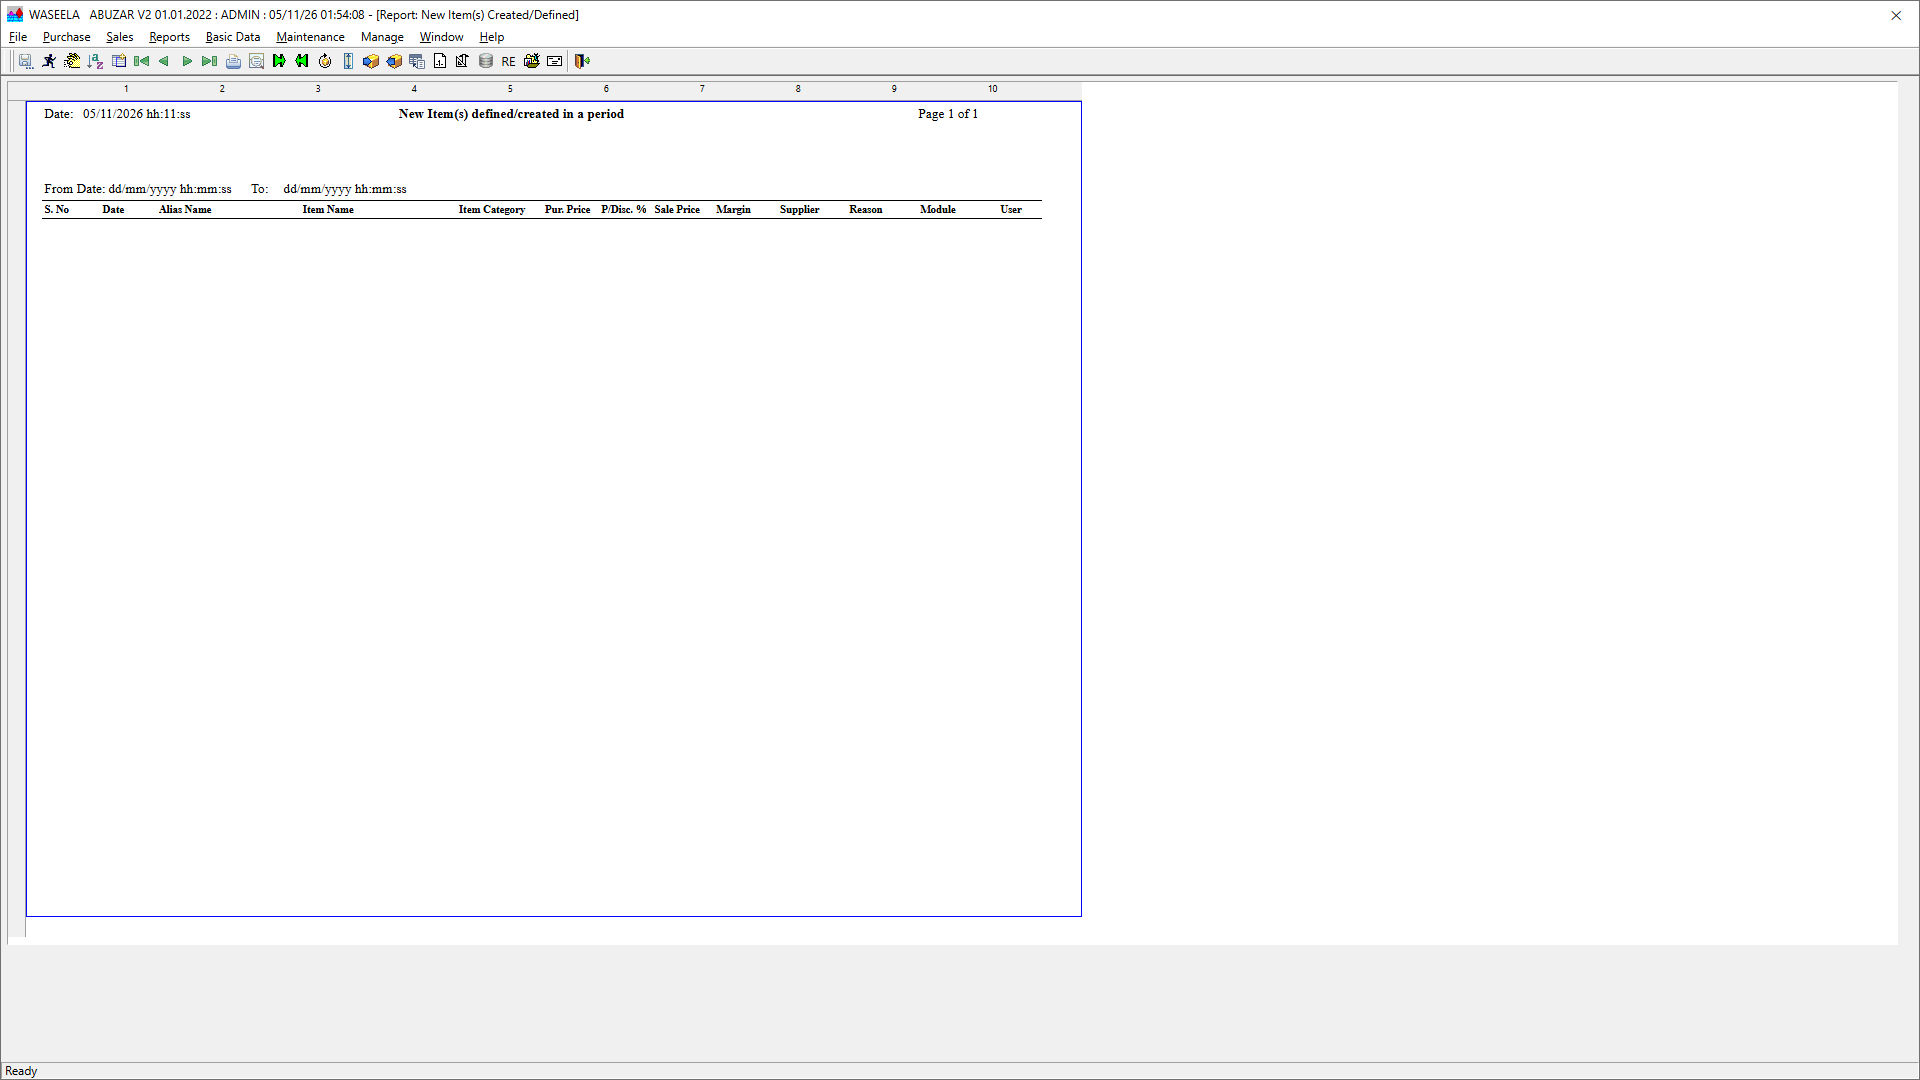 WASEELA   ABUZAR V2 01.01.2022 : ADMIN : 05/11/26 01:54:08 - [Report: New Item(s) Created/Defined]
File Purchase Sales Reports Basic Data Maintenance Manage Window Help
RE
1 2 3 4 5 6 7 8 9 10
Date: 05/11/2026 hh:11:ss New Item(s) defined/created in a period Page 1 of 1
From Date: dd/mm/yyyy hh:mm:ss To: dd/mm/yyyy hh:mm:ss
S. No Date Alias Name Item Name Item Category Pur. Price P/Disc. % Sale Price Margin Supplier Reason Module User
Ready